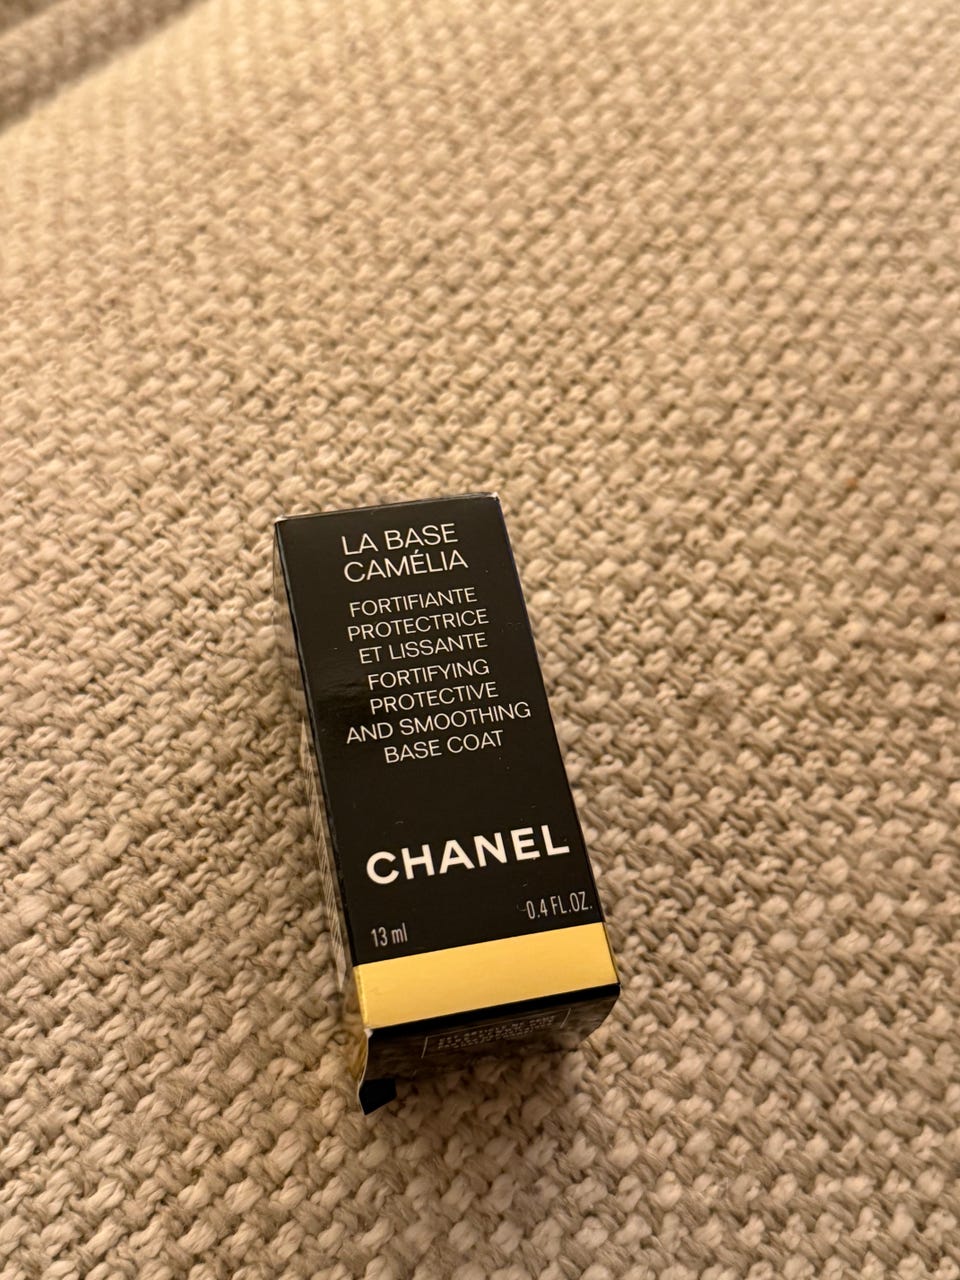 LA BASE
CAMÉLIA
FORTIFIANTE
PROTECTRICE
ET LISSANTE
FORTIFYING
PROTECTIVE
AND SMOOTHING
BASE COAT
CHANEL
13 ml 0.4 FL.OZ.